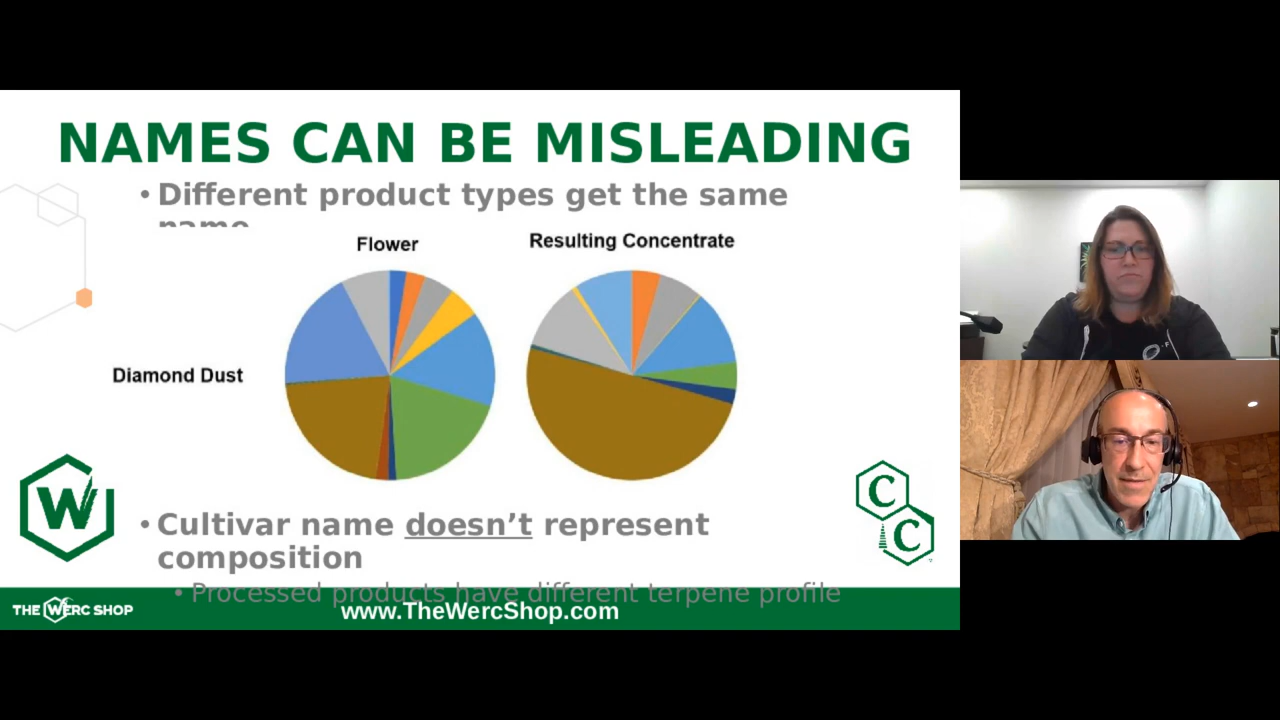 NAMES CAN BE MISLEADING
• Different product types get the same
name
Flower
Resulting Concentrate
Diamond Dust
• Cultivar name doesn’t represent
composition
• Processed products have different terpene profile
W
C
C
THE WERC SHOP
www.TheWercShop.com